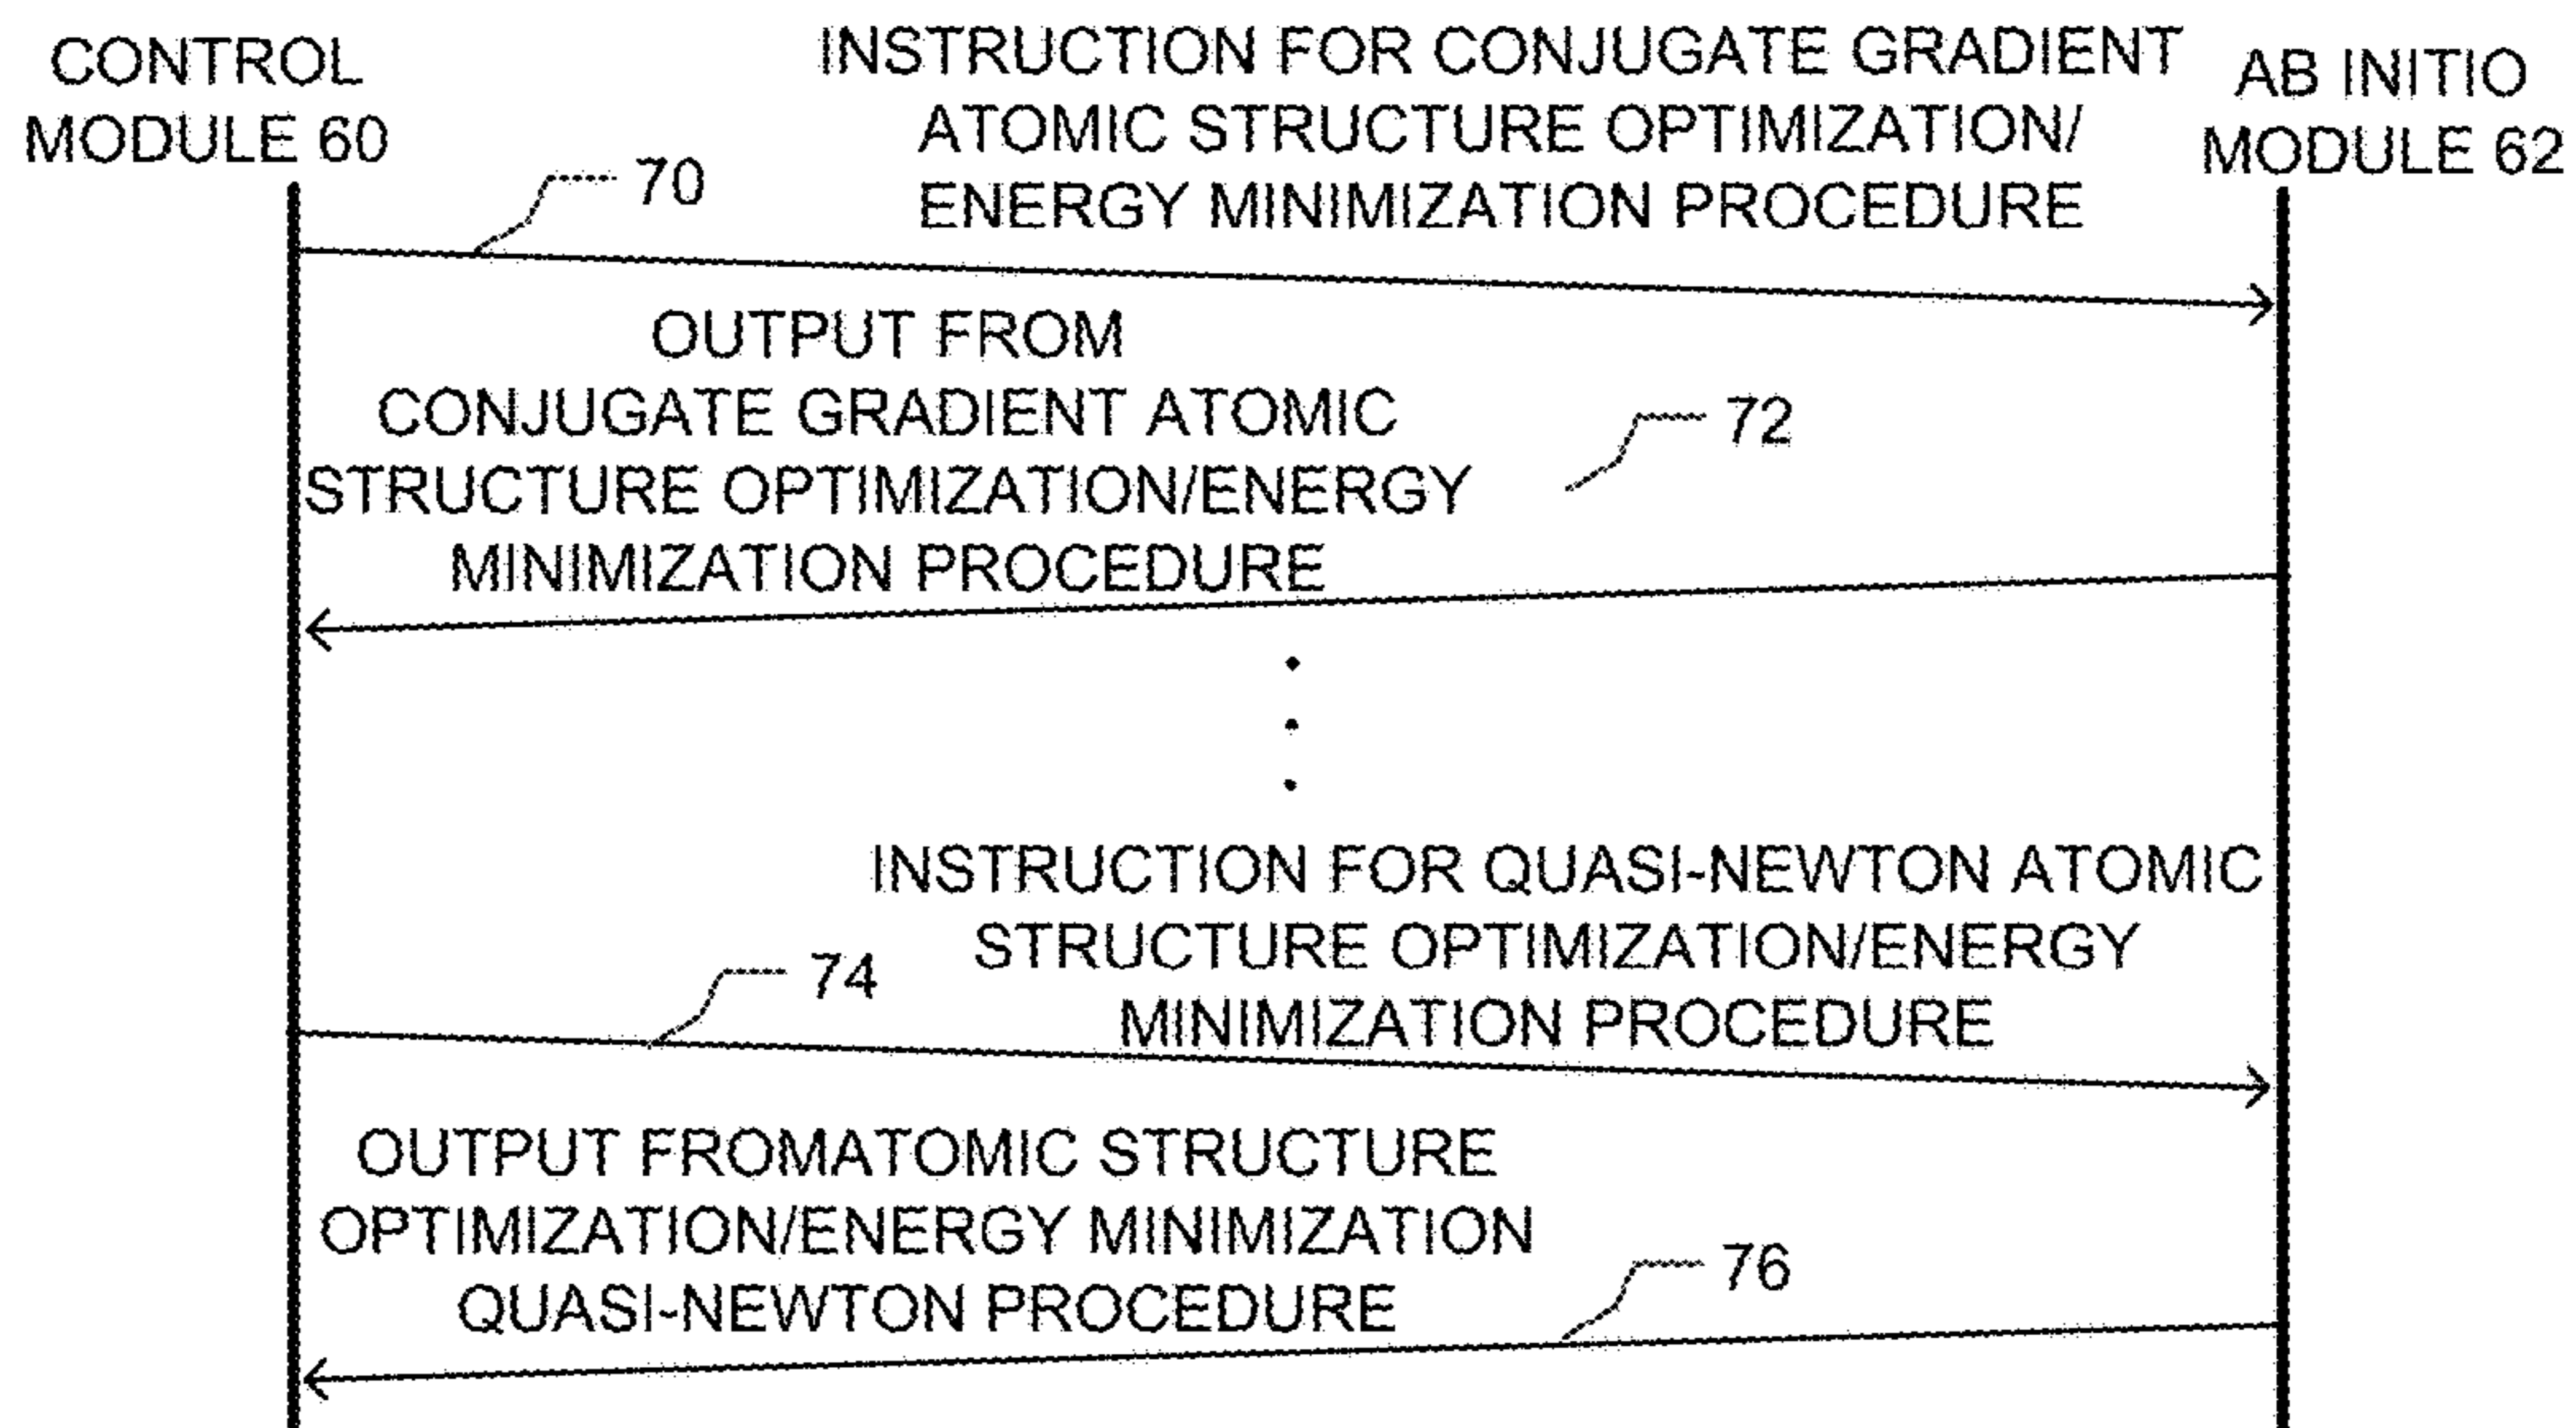 CONTROL
MODULE 60
INSTRUCTION FOR CONJUGATE GRADIENT
ATOMIC STRUCTURE OPTIMIZATION/
ENERGY MINIMIZATION PROCEDURE
AB INITIO
MODULE 62
70
OUTPUT FROM
CONJUGATE GRADIENT ATOMIC
STRUCTURE OPTIMIZATION/ENERGY
MINIMIZATION PROCEDURE
72
INSTRUCTION FOR QUASI-NEWTON ATOMIC
STRUCTURE OPTIMIZATION/ENERGY
MINIMIZATION PROCEDURE
74
OUTPUT FROMATOMIC STRUCTURE
OPTIMIZATION/ENERGY MINIMIZATION
QUASI-NEWTON PROCEDURE
76